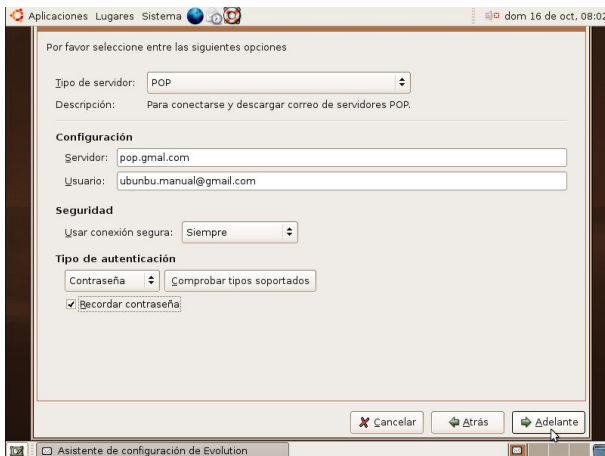 Aplicaciones Lugares Sistema dom 16 de oct, 08:02
Por favor seleccione entre las siguientes opciones
Tipo de servidor: POP
Descripción: Para conectarse y descargar correo de servidores POP.
Configuración
Servidor: pop.gmal.com
Usuario: ubunbu.manual@gmail.com
Seguridad
Usar conexión segura: Siempre
Tipo de autenticación
Contraseña Comprobar tipos soportados
Recordar contraseña
Cancelar Atrás Adelante
Asistente de configuración de Evolution